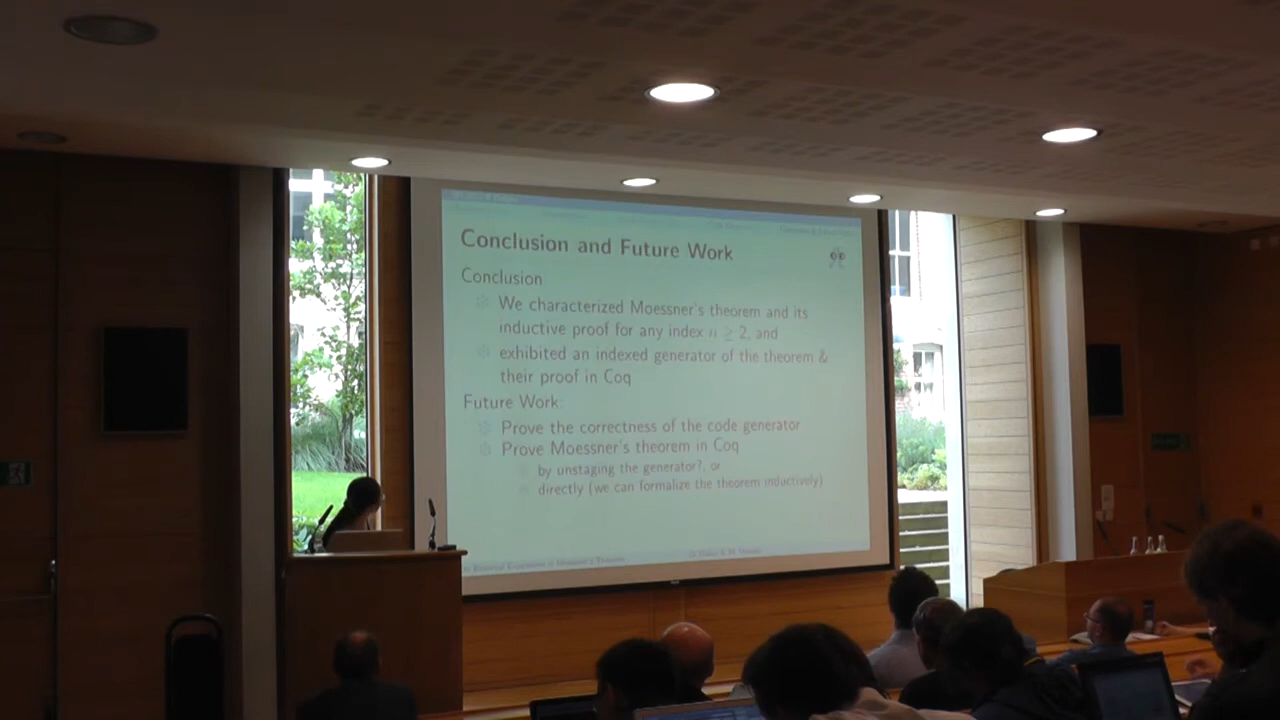 Conclusion and Future Work
Conclusion
We characterized Moessner's theorem and its
inductive proof for any index n ≥ 2, and
exhibited an indexed generator of the theorem &
their proof in Coq
Future Work:
Prove the correctness of the code generator
Prove Moessner's theorem in Coq
by unstaging the generator?, or
directly (we can formalize the theorem inductively)